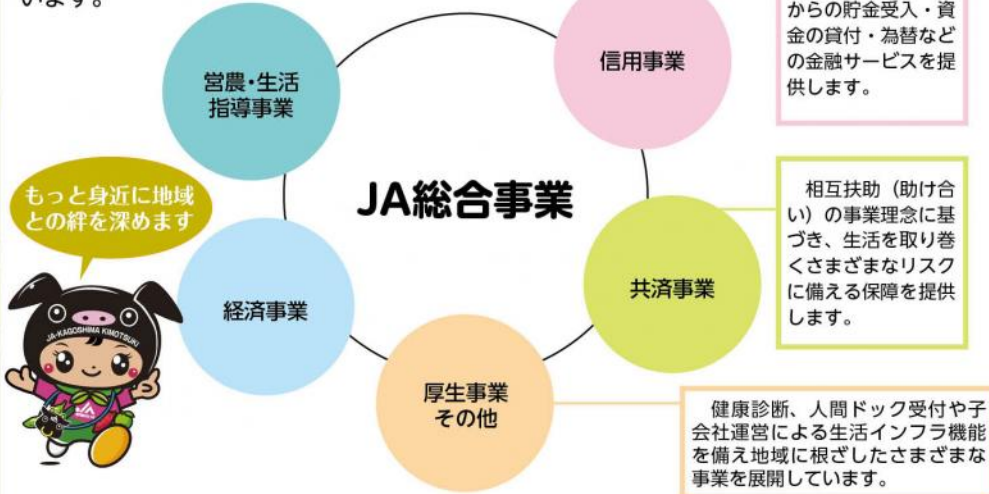 います。
からの貯金受入・資
金の貸付・為替など
の金融サービスを提
供します。
信用事業
営農・生活
指導事業
JA総合事業
もっと身近に地域
との絆を深めます
相互扶助（助け合
い）の事業理念に基
づき、生活を取り巻
くさまざまなリスク
に備える保障を提供
します。
共済事業
経済事業
JA-KAGOSHIMA KIMOTSUKI
JA
厚生事業
その他
健康診断、人間ドック受付や子
会社運営による生活インフラ機能
を備え地域に根ざしたさまざまな
事業を展開しています。